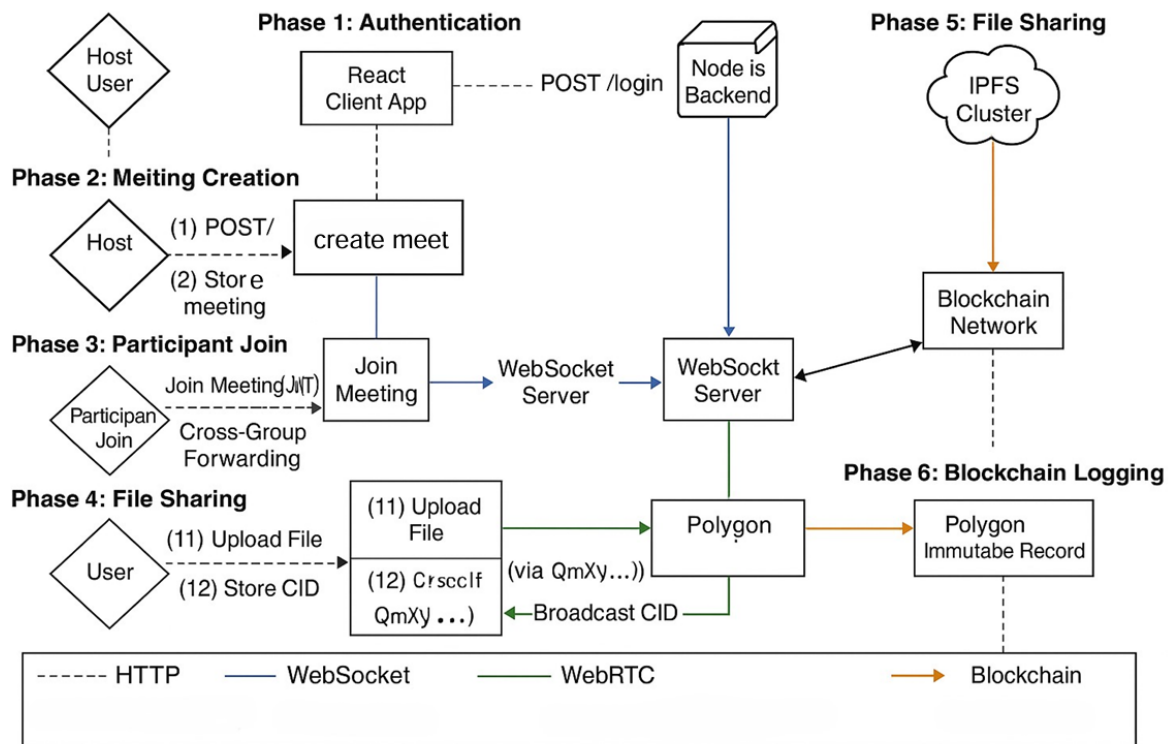 Phase 1: Authentication
Phase 5: File Sharing
Host
User
React
Client App
POST /login
Node is
Backend
IPFS
Cluster
Phase 2: Meiting Creation
Host
(1) POST/
(2) Store
meeting
create meet
Blockchain
Network
Phase 3: Participant Join
Participan
Join
Join Meeting(JWT)
Cross-Group
Forwarding
Join
Meeting
WebSocket
Server
WebSockt
Server
Phase 4: File Sharing
Phase 6: Blockchain Logging
User
(11) Upload File
(12) Store CID
(11) Upload
File
(12)
QmXy...)
(via QmXy...))
Broadcast CID
Polygon
Polygon
Immutabe Record
HTTP
WebSocket
WebRTC
Blockchain